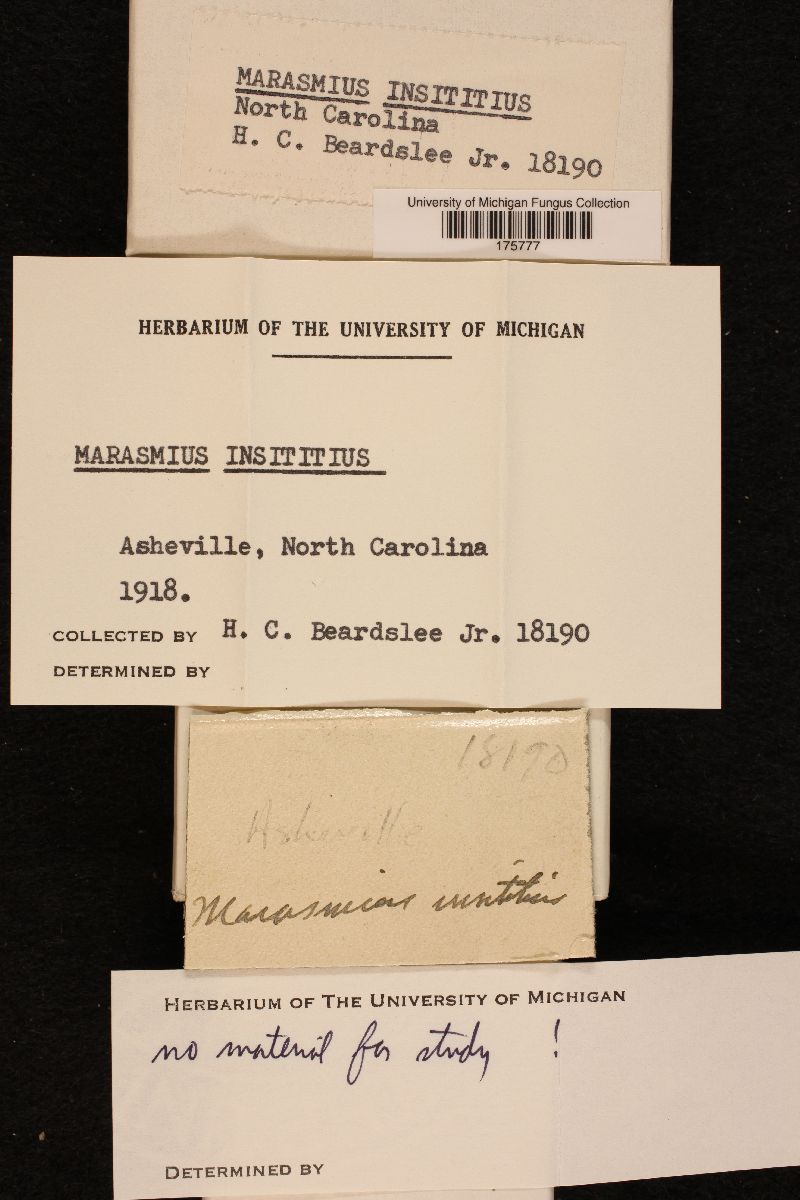 MARASMIUS INSITITIUS
North Carolina
H. C. Beardslee Jr. 18190
University of Michigan Fungus Collection
175777
HERBARIUM OF THE UNIVERSITY OF MICHIGAN
MARASMIUS INSITITIUS
Asheville, North Carolina
1918.
COLLECTED BY H. C. Beardslee Jr. 18190
DETERMINED BY
18190
Asheville
Marasmius
HERBARIUM OF THE UNIVERSITY OF MICHIGAN
no material for study !
DETERMINED BY